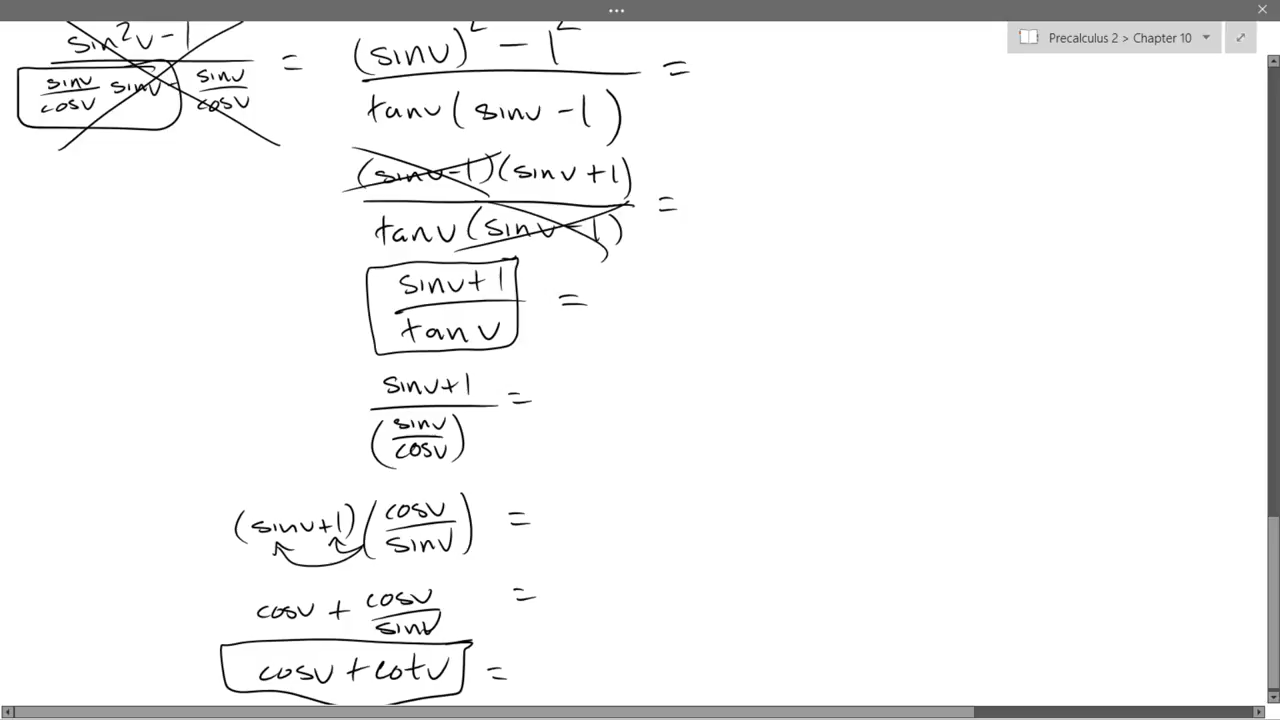 ...
Precalculus 2 > Chapter 10
sin²v - 1 / (sinv/cosv sinv - sinv/cosv) = (sinv)² - 1² / tanv(sinv - 1) =
(sinv-1)(sinv+1) / tanv(sinv-1) =
sinv+1 / tanv =
sinv+1 / (sinv/cosv) =
(sinv+1)(cosv/sinv) =
cosv + cosv/sinv =
cosv + cotv =